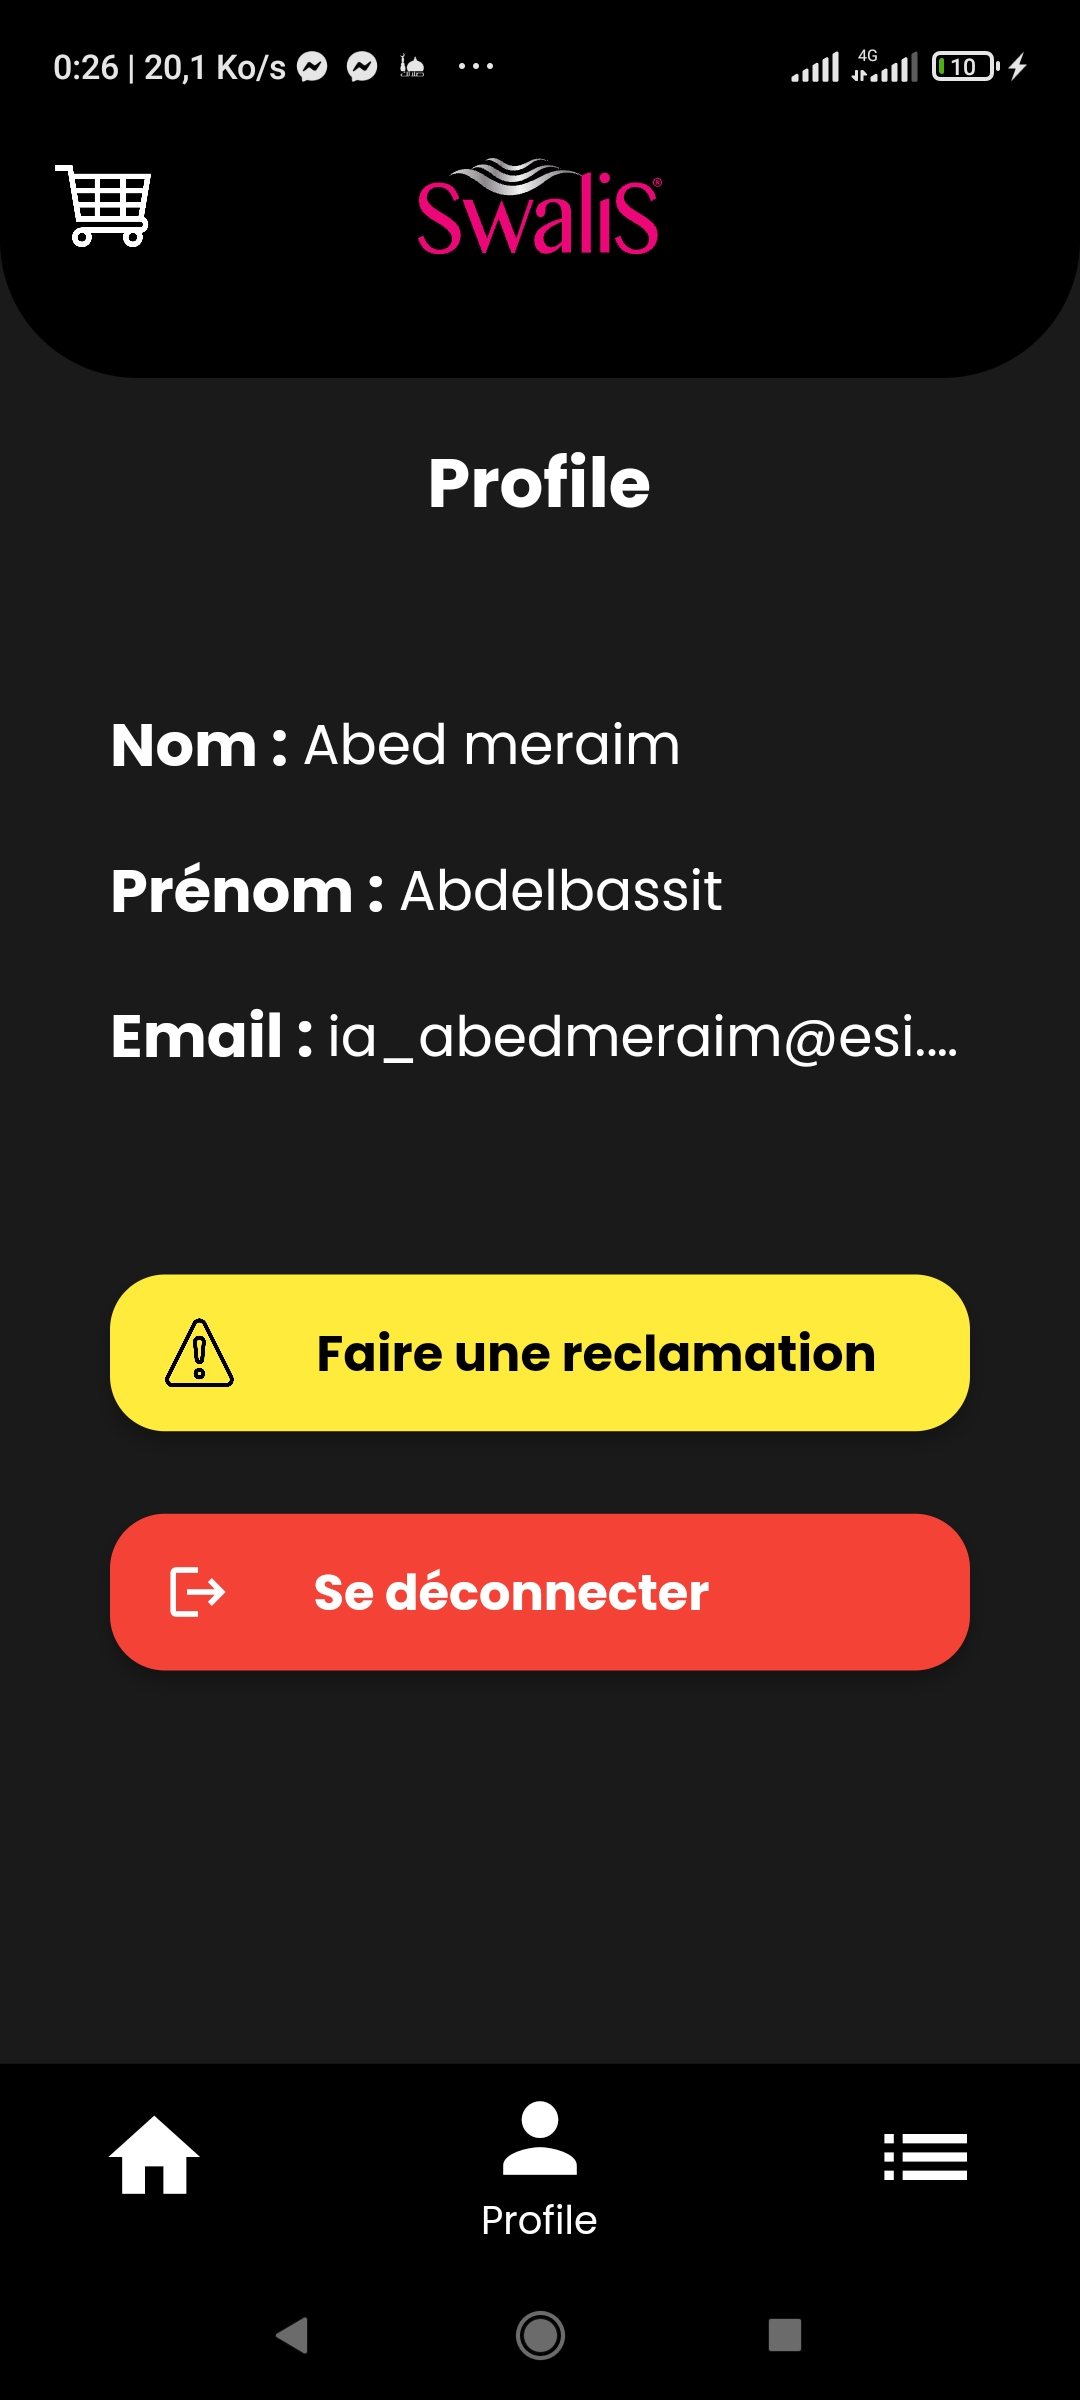 0:26 | 20,1 Ko/s
4G
10
SwaliS®
Profile
Nom : Abed meraim
Prénom : Abdelbassit
Email : ia_abedmeraim@esi....
Faire une reclamation
Se déconnecter
Profile